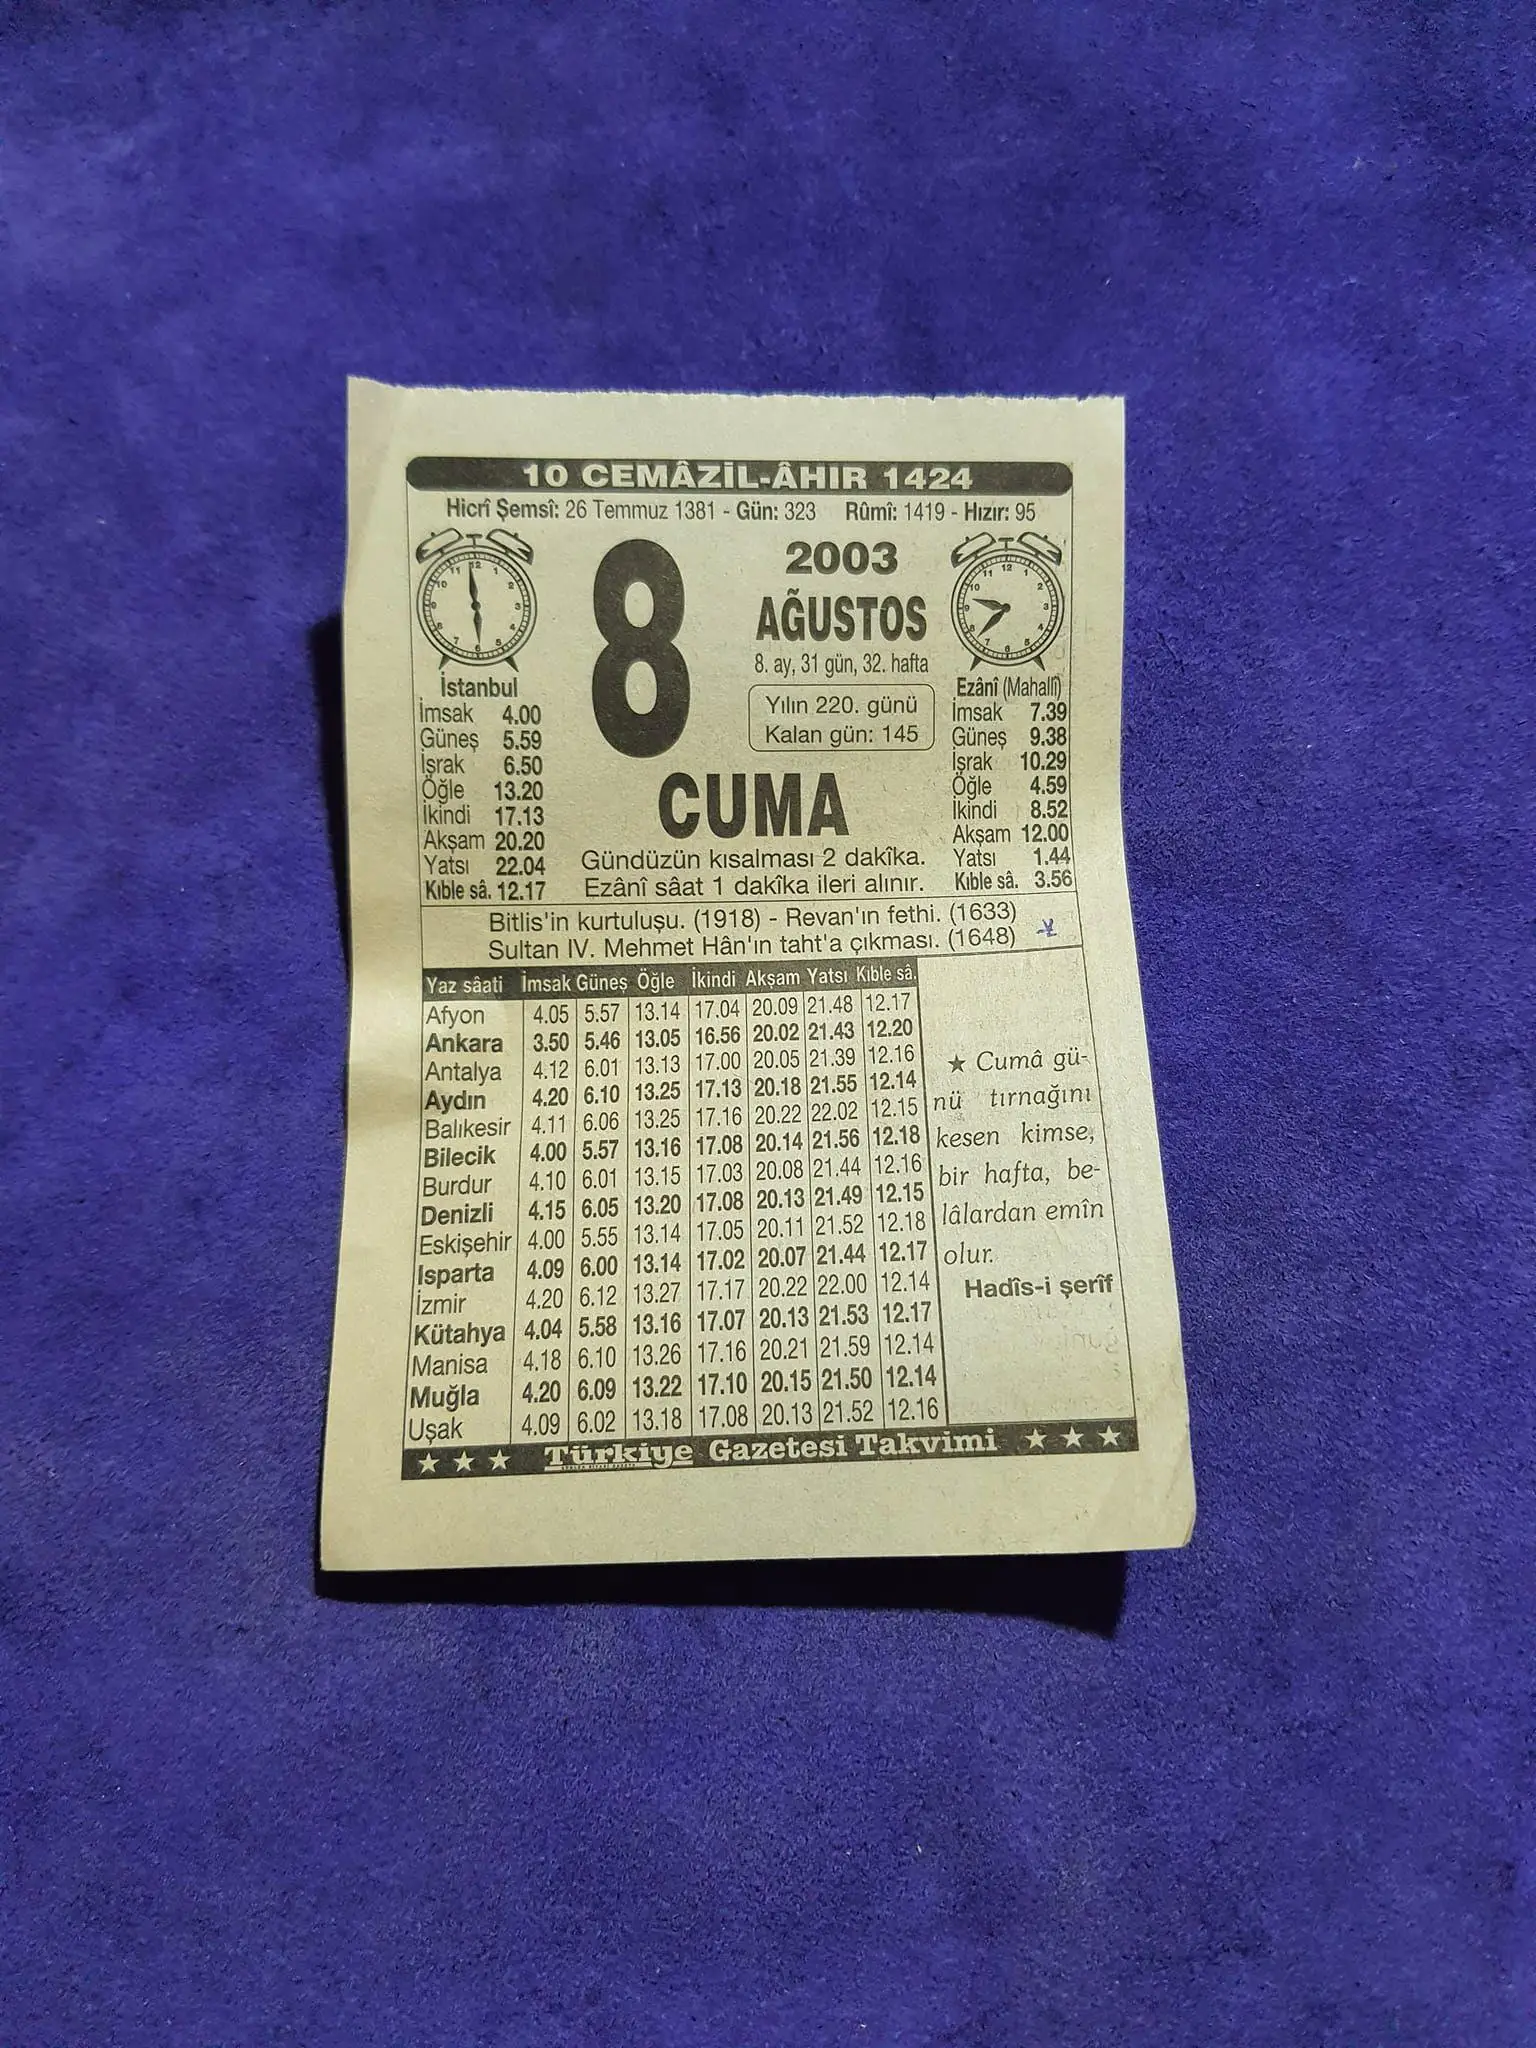 10 CEMÂZİL-ÂHIR 1424
Hicrî Şemsî: 26 Temmuz 1381 - Gün: 323 Rûmî: 1419 - Hızır: 95
8
2003
AĞUSTOS
8. ay, 31 gün, 32. hafta
Yılın 220. günü
Kalan gün: 145
CUMA
Gündüzün kısalması 2 dakîka.
Ezânî sâat 1 dakîka ileri alınır.
İstanbul
İmsak 4.00
Güneş 5.59
İşrak 6.50
Öğle 13.20
İkindi 17.13
Akşam 20.20
Yatsı 22.04
Kıble sâ. 12.17
Ezânî (Mahallî)
İmsak 7.39
Güneş 9.38
İşrak 10.29
Öğle 4.59
İkindi 8.52
Akşam 12.00
Yatsı 1.44
Kıble sâ. 3.56
Bitlis'in kurtuluşu. (1918) - Revan'ın fethi. (1633)
Sultan IV. Mehmet Hân'ın taht'a çıkması. (1648)
Yaz sâati İmsak Güneş Öğle İkindi Akşam Yatsı Kıble sâ.
Afyon 4.05 5.57 13.14 17.04 20.09 21.48 12.17
Ankara 3.50 5.46 13.05 16.56 20.02 21.43 12.20
Antalya 4.12 6.01 13.13 17.00 20.05 21.39 12.16
Aydın 4.20 6.10 13.25 17.13 20.18 21.55 12.14
Balıkesir 4.11 6.06 13.25 17.16 20.22 22.02 12.15
Bilecik 4.00 5.57 13.16 17.08 20.14 21.56 12.18
Burdur 4.10 6.01 13.15 17.03 20.08 21.44 12.16
Denizli 4.15 6.05 13.20 17.08 20.13 21.49 12.15
Eskişehir 4.00 5.55 13.14 17.05 20.11 21.52 12.18
Isparta 4.09 6.00 13.14 17.02 20.07 21.44 12.17
İzmir 4.20 6.12 13.27 17.17 20.22 22.00 12.14
Kütahya 4.04 5.58 13.16 17.07 20.13 21.53 12.17
Manisa 4.18 6.10 13.26 17.16 20.21 21.59 12.14
Muğla 4.20 6.09 13.22 17.10 20.15 21.50 12.14
Uşak 4.09 6.02 13.18 17.08 20.13 21.52 12.16
★ Cumâ gü-
nü tırnağını
kesen kimse,
bir hafta, be-
lâlardan emîn
olur.
Hadîs-i şerîf
★ ★ ★ Türkiye Gazetesi Takvimi ★ ★ ★